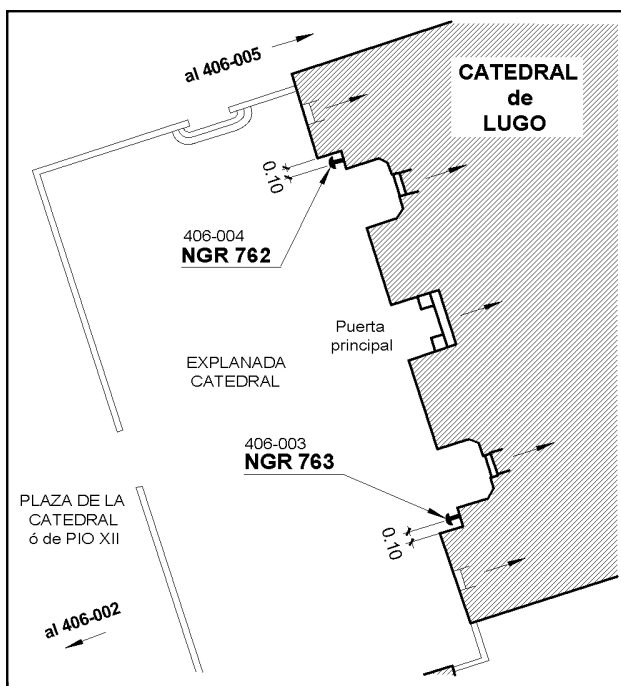 al 406-005
CATEDRAL
de
LUGO
0.10
406-004
NGR 762
Puerta
principal
EXPLANADA
CATEDRAL
406-003
NGR 763
PLAZA DE LA
CATEDRAL
ó de PIO XII
0.10
al 406-002